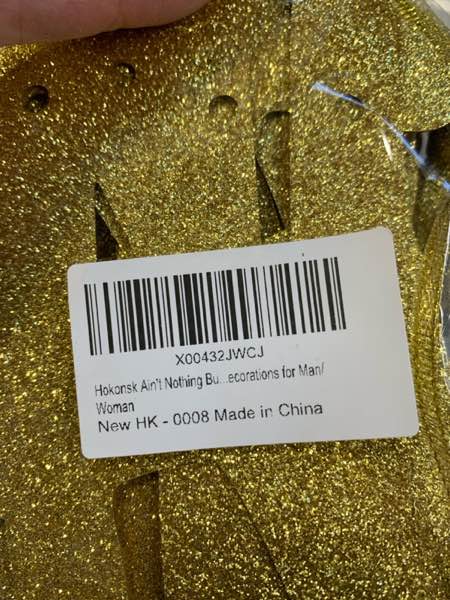 X00432JWCJ
Hokonsk Ain't Nothing Bu...ecorations for Man/
Woman
New HK - 0008 Made in China